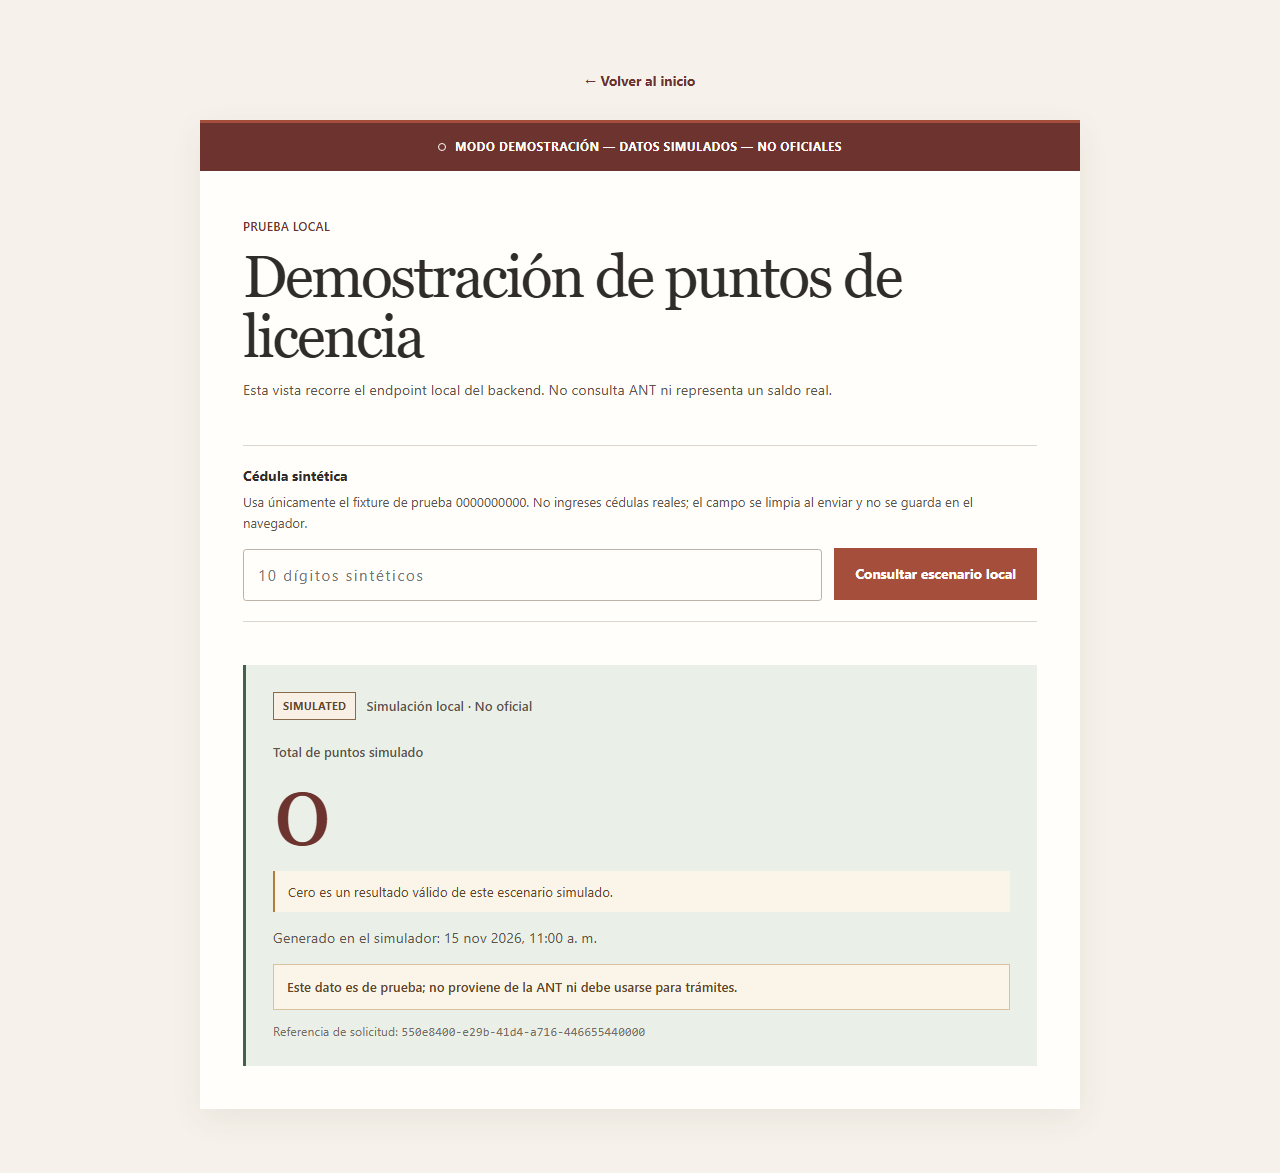 ← Volver al inicio
MODO DEMOSTRACIÓN — DATOS SIMULADOS — NO OFICIALES
PRUEBA LOCAL
Demostración de puntos de
licencia
Esta vista recorre el endpoint local del backend. No consulta ANT ni representa un saldo real.
Cédula sintética
Usa únicamente el fixture de prueba 0000000000. No ingreses cédulas reales; el campo se limpia al enviar y no se guarda en el
navegador.
10 dígitos sintéticos
Consultar escenario local
SIMULATED Simulación local · No oficial
Total de puntos simulado
0
Cero es un resultado válido de este escenario simulado.
Generado en el simulador: 15 nov 2026, 11:00 a. m.
Este dato es de prueba; no proviene de la ANT ni debe usarse para trámites.
Referencia de solicitud: 550e8400-e29b-41d4-a716-446655440000